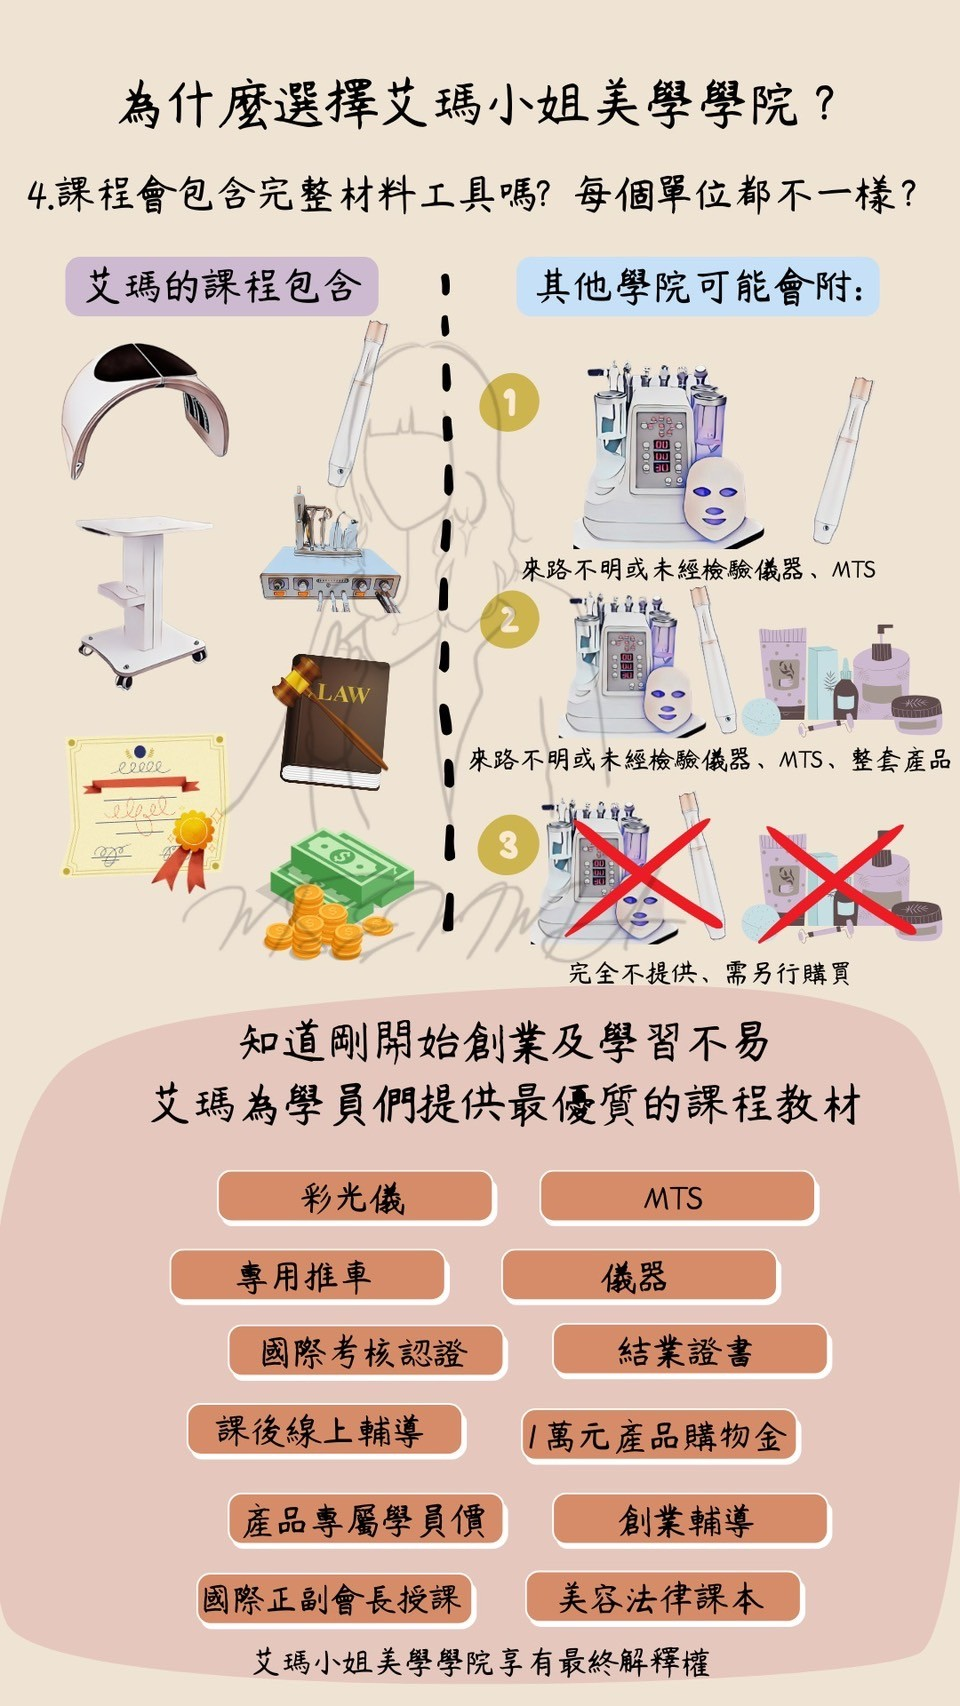 為什麼選擇艾瑪小姐美學學院？
4.課程會包含完整材料工具嗎? 每個單位都不一樣?
艾瑪的課程包含
其他學院可能會附:
1
來路不明或未經檢驗儀器、MTS
LAW
2
來路不明或未經檢驗儀器、MTS、整套產品
3
完全不提供、需另行購買
知道剛開始創業及學習不易
艾瑪為學員們提供最優質的課程教材
彩光儀
MTS
專用推車
儀器
國際考核認證
結業證書
課後線上輔導
1萬元產品購物金
產品專屬學員價
創業輔導
國際正副會長授課
美容法律課本
艾瑪小姐美學學院享有最終解釋權